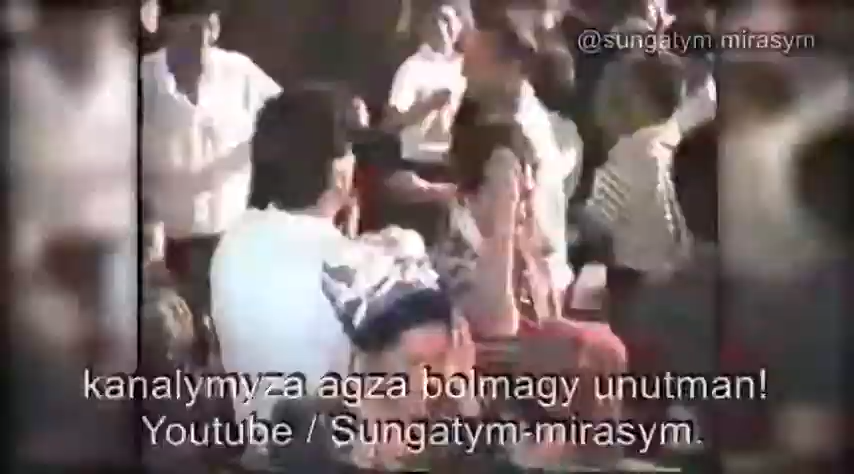 @sungatym.mirasym
kanalymyza agza bolmagy unutman!
Youtube / Sungatym-mirasym.